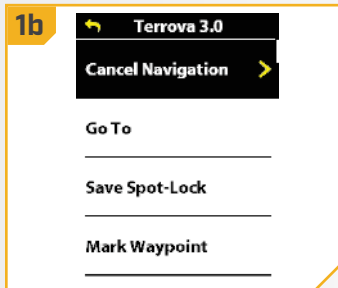 1b
Terrova 3.0
Cancel Navigation
Go To
Save Spot-Lock
Mark Waypoint